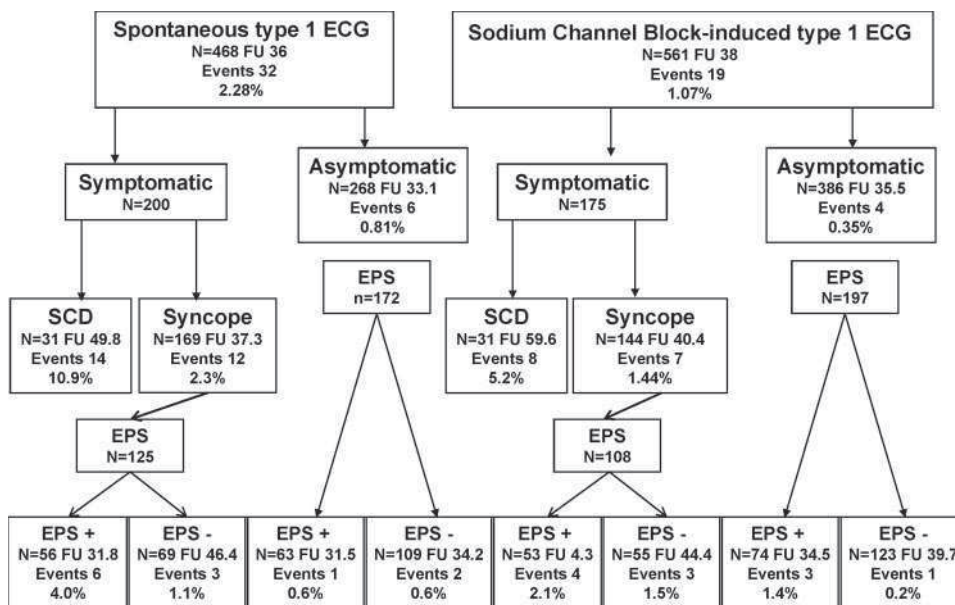 Spontaneous type 1 ECG
N=468 FU 36
Events 32
2.28%
Sodium Channel Block-induced type 1 ECG
N=561 FU 38
Events 19
1.07%
Symptomatic
N=200
Asymptomatic
N=268 FU 33.1
Events 6
0.81%
Symptomatic
N=175
Asymptomatic
N=386 FU 35.5
Events 4
0.35%
SCD
N=31 FU 49.8
Events 14
10.9%
Syncope
N=169 FU 37.3
Events 12
2.3%
EPS
n=172
SCD
N=31 FU 59.6
Events 8
5.2%
Syncope
N=144 FU 40.4
Events 7
1.44%
EPS
N=197
EPS
N=125
EPS
N=108
EPS +
N=56 FU 31.8
Events 6
4.0%
EPS -
N=69 FU 46.4
Events 3
1.1%
EPS +
N=63 FU 31.5
Events 1
0.6%
EPS -
N=109 FU 34.2
Events 2
0.6%
EPS +
N=53 FU 4.3
Events 4
2.1%
EPS -
N=55 FU 44.4
Events 3
1.5%
EPS +
N=74 FU 34.5
Events 3
1.4%
EPS -
N=123 FU 39.7
Events 1
0.2%